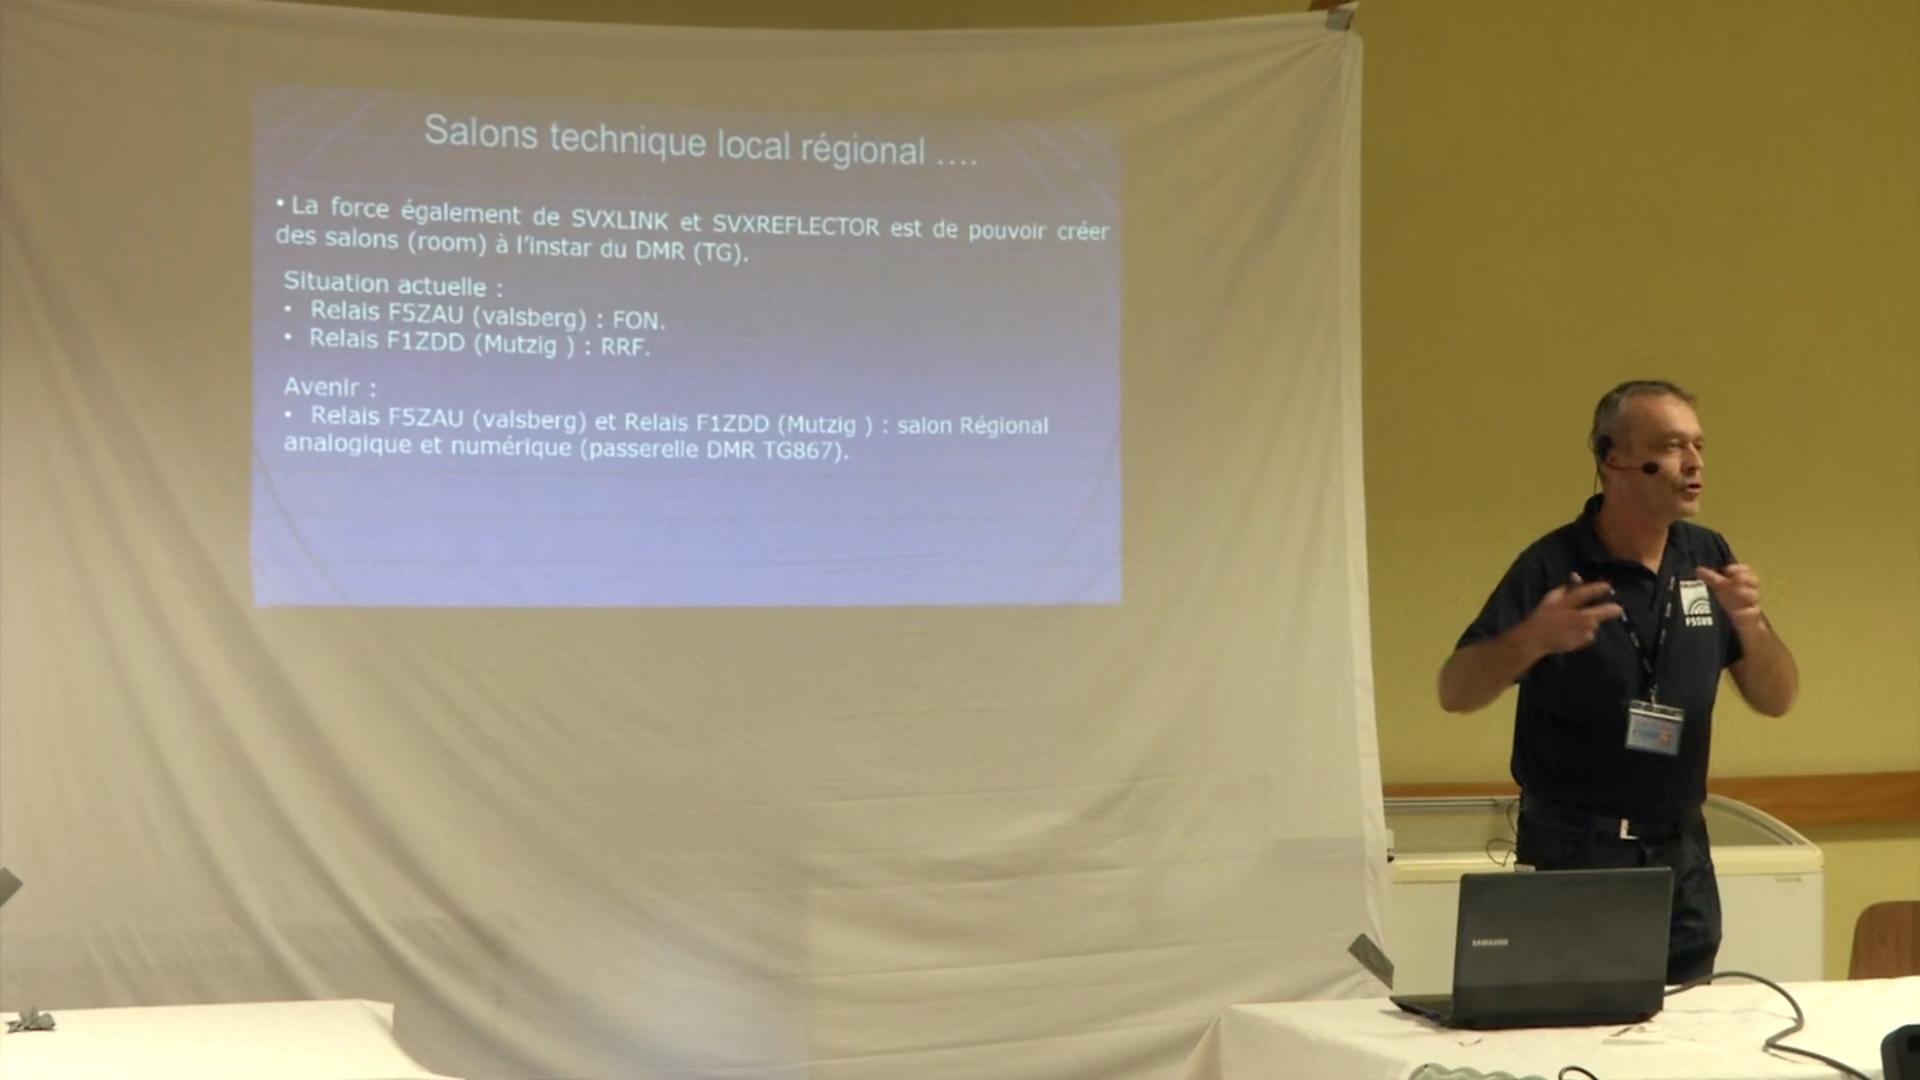 Salons technique local régional ....
• La force également de SVXLINK et SVXREFLECTOR est de pouvoir créer
des salons (room) à l'instar du DMR (TG).
Situation actuelle :
• Relais F5ZAU (valsberg) : FON.
• Relais F1ZDD (Mutzig ) : RRF.
Avenir :
• Relais F5ZAU (valsberg) et Relais F1ZDD (Mutzig ) : salon Régional
analogique et numérique (passerelle DMR TG867).
SAMSUNG